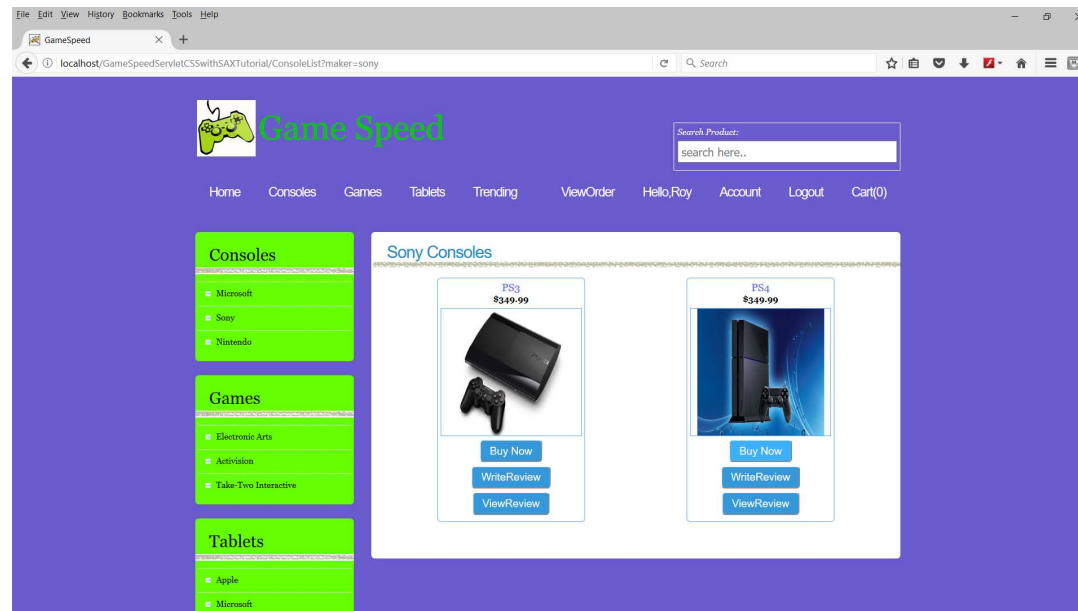 File Edit View History Bookmarks Tools Help
GameSpeed
localhost/GameSpeedServletCSSwithSAXTutorial/ConsoleList?maker=sony
Search
Game Speed
Search Product:
search here..
Home Consoles Games Tablets Trending ViewOrder Hello,Roy Account Logout Cart(0)
Consoles
Microsoft
Sony
Nintendo
Games
Electronic Arts
Activision
Take-Two Interactive
Tablets
Apple
Microsoft
Sony Consoles
PS3
$349.99
Buy Now
WriteReview
ViewReview
PS4
$349.99
Buy Now
WriteReview
ViewReview